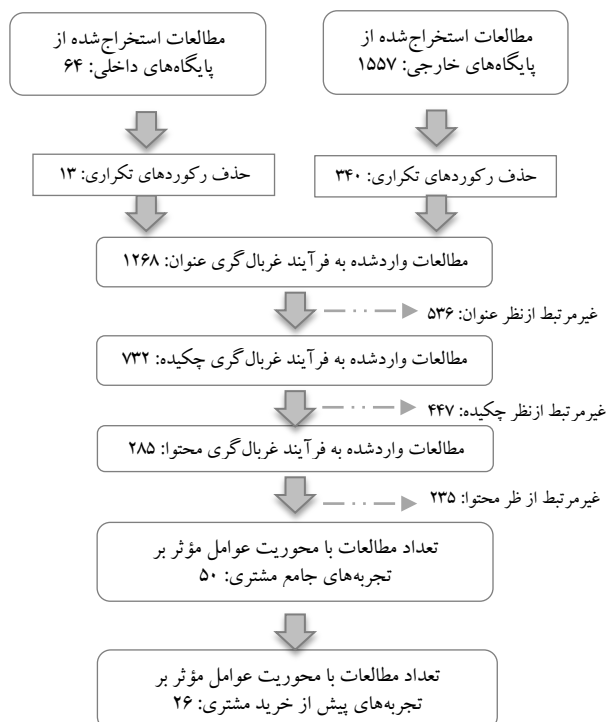 مطالعات استخراج‌شده از
پایگاه‌های خارجی: ۱۵۵۷
مطالعات استخراج‌شده از
پایگاه‌های داخلی: ۶۴
حذف رکوردهای تکراری: ۳۴۰
حذف رکوردهای تکراری: ۱۳
مطالعات واردشده به فرآیند غربال‌گری عنوان: ۱۲۶۸
غیرمرتبط ازنظر عنوان: ۵۳۶
مطالعات واردشده به فرآیند غربال‌گری چکیده: ۷۳۲
غیرمرتبط ازنظر چکیده: ۴۴۷
مطالعات واردشده به فرآیند غربال‌گری محتوا: ۲۸۵
غیرمرتبط از ظر محتوا: ۲۳۵
تعداد مطالعات با محوریت عوامل مؤثر بر
تجربه‌های جامع مشتری: ۵۰
تعداد مطالعات با محوریت عوامل مؤثر بر
تجربه‌های پیش از خرید مشتری: ۲۶